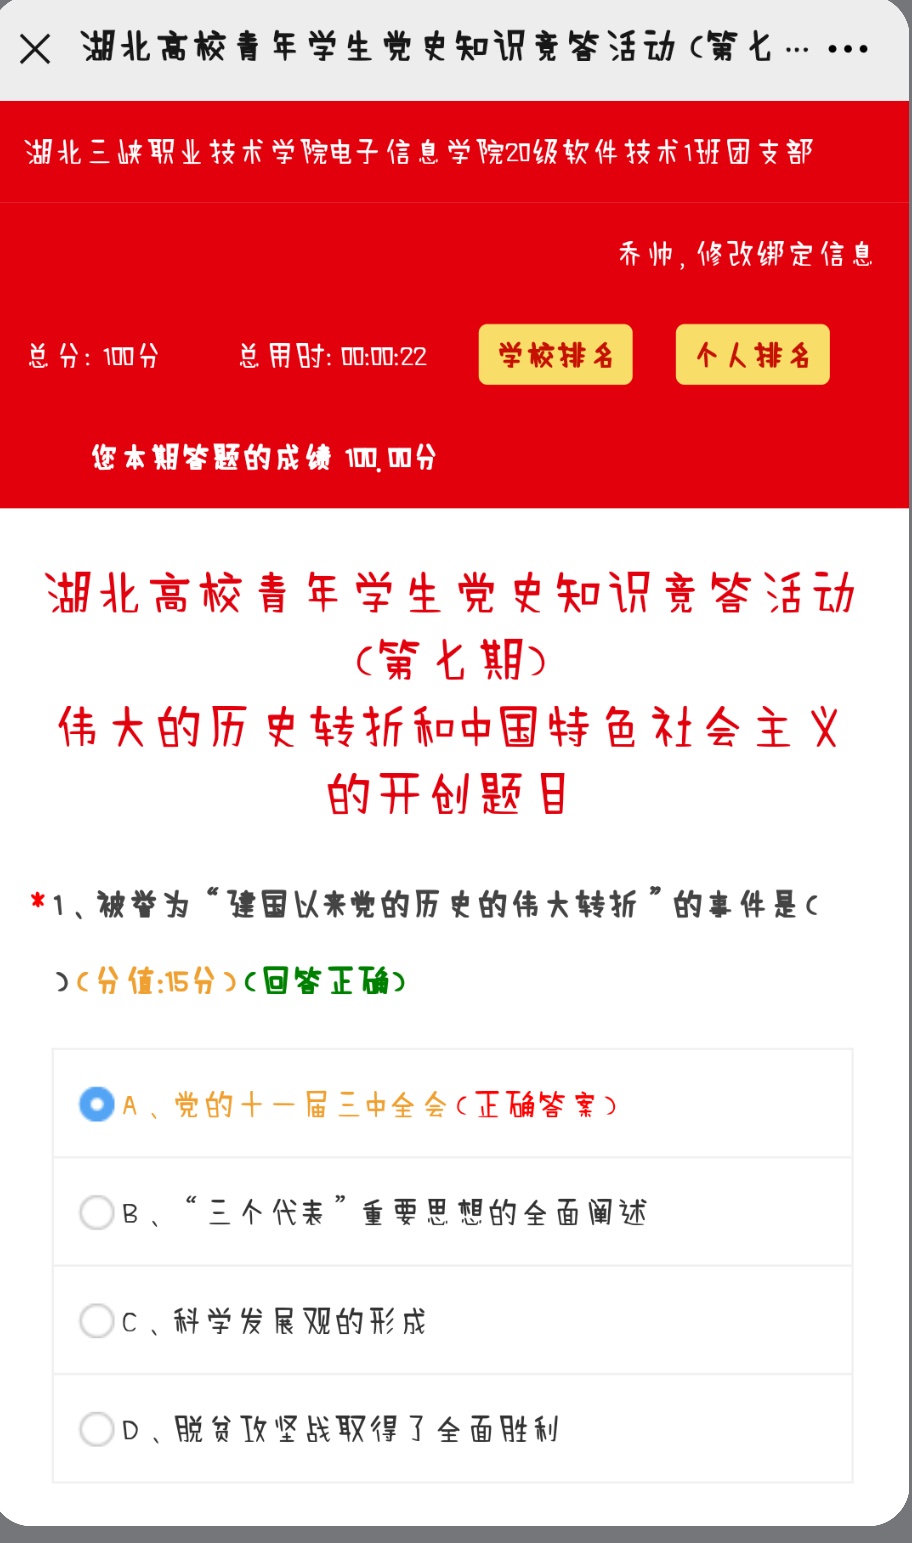 湖北高校青年学生党史知识竞答活动(第七...
湖北三峡职业技术学院电子信息学院20级软件技术1班团支部
乔帅,修改绑定信息
总分:100分 总用时:00:00:22 学校排名 个人排名
您本期答题的成绩 100.00分
湖北高校青年学生党史知识竞答活动
(第七期)
伟大的历史转折和中国特色社会主义
的开创题目
*1、被誉为“建国以来党的历史的伟大转折”的事件是(
)(分值:15分)(回答正确)
A、党的十一届三中全会(正确答案)
B、“三个代表”重要思想的全面阐述
C、科学发展观的形成
D、脱贫攻坚战取得了全面胜利